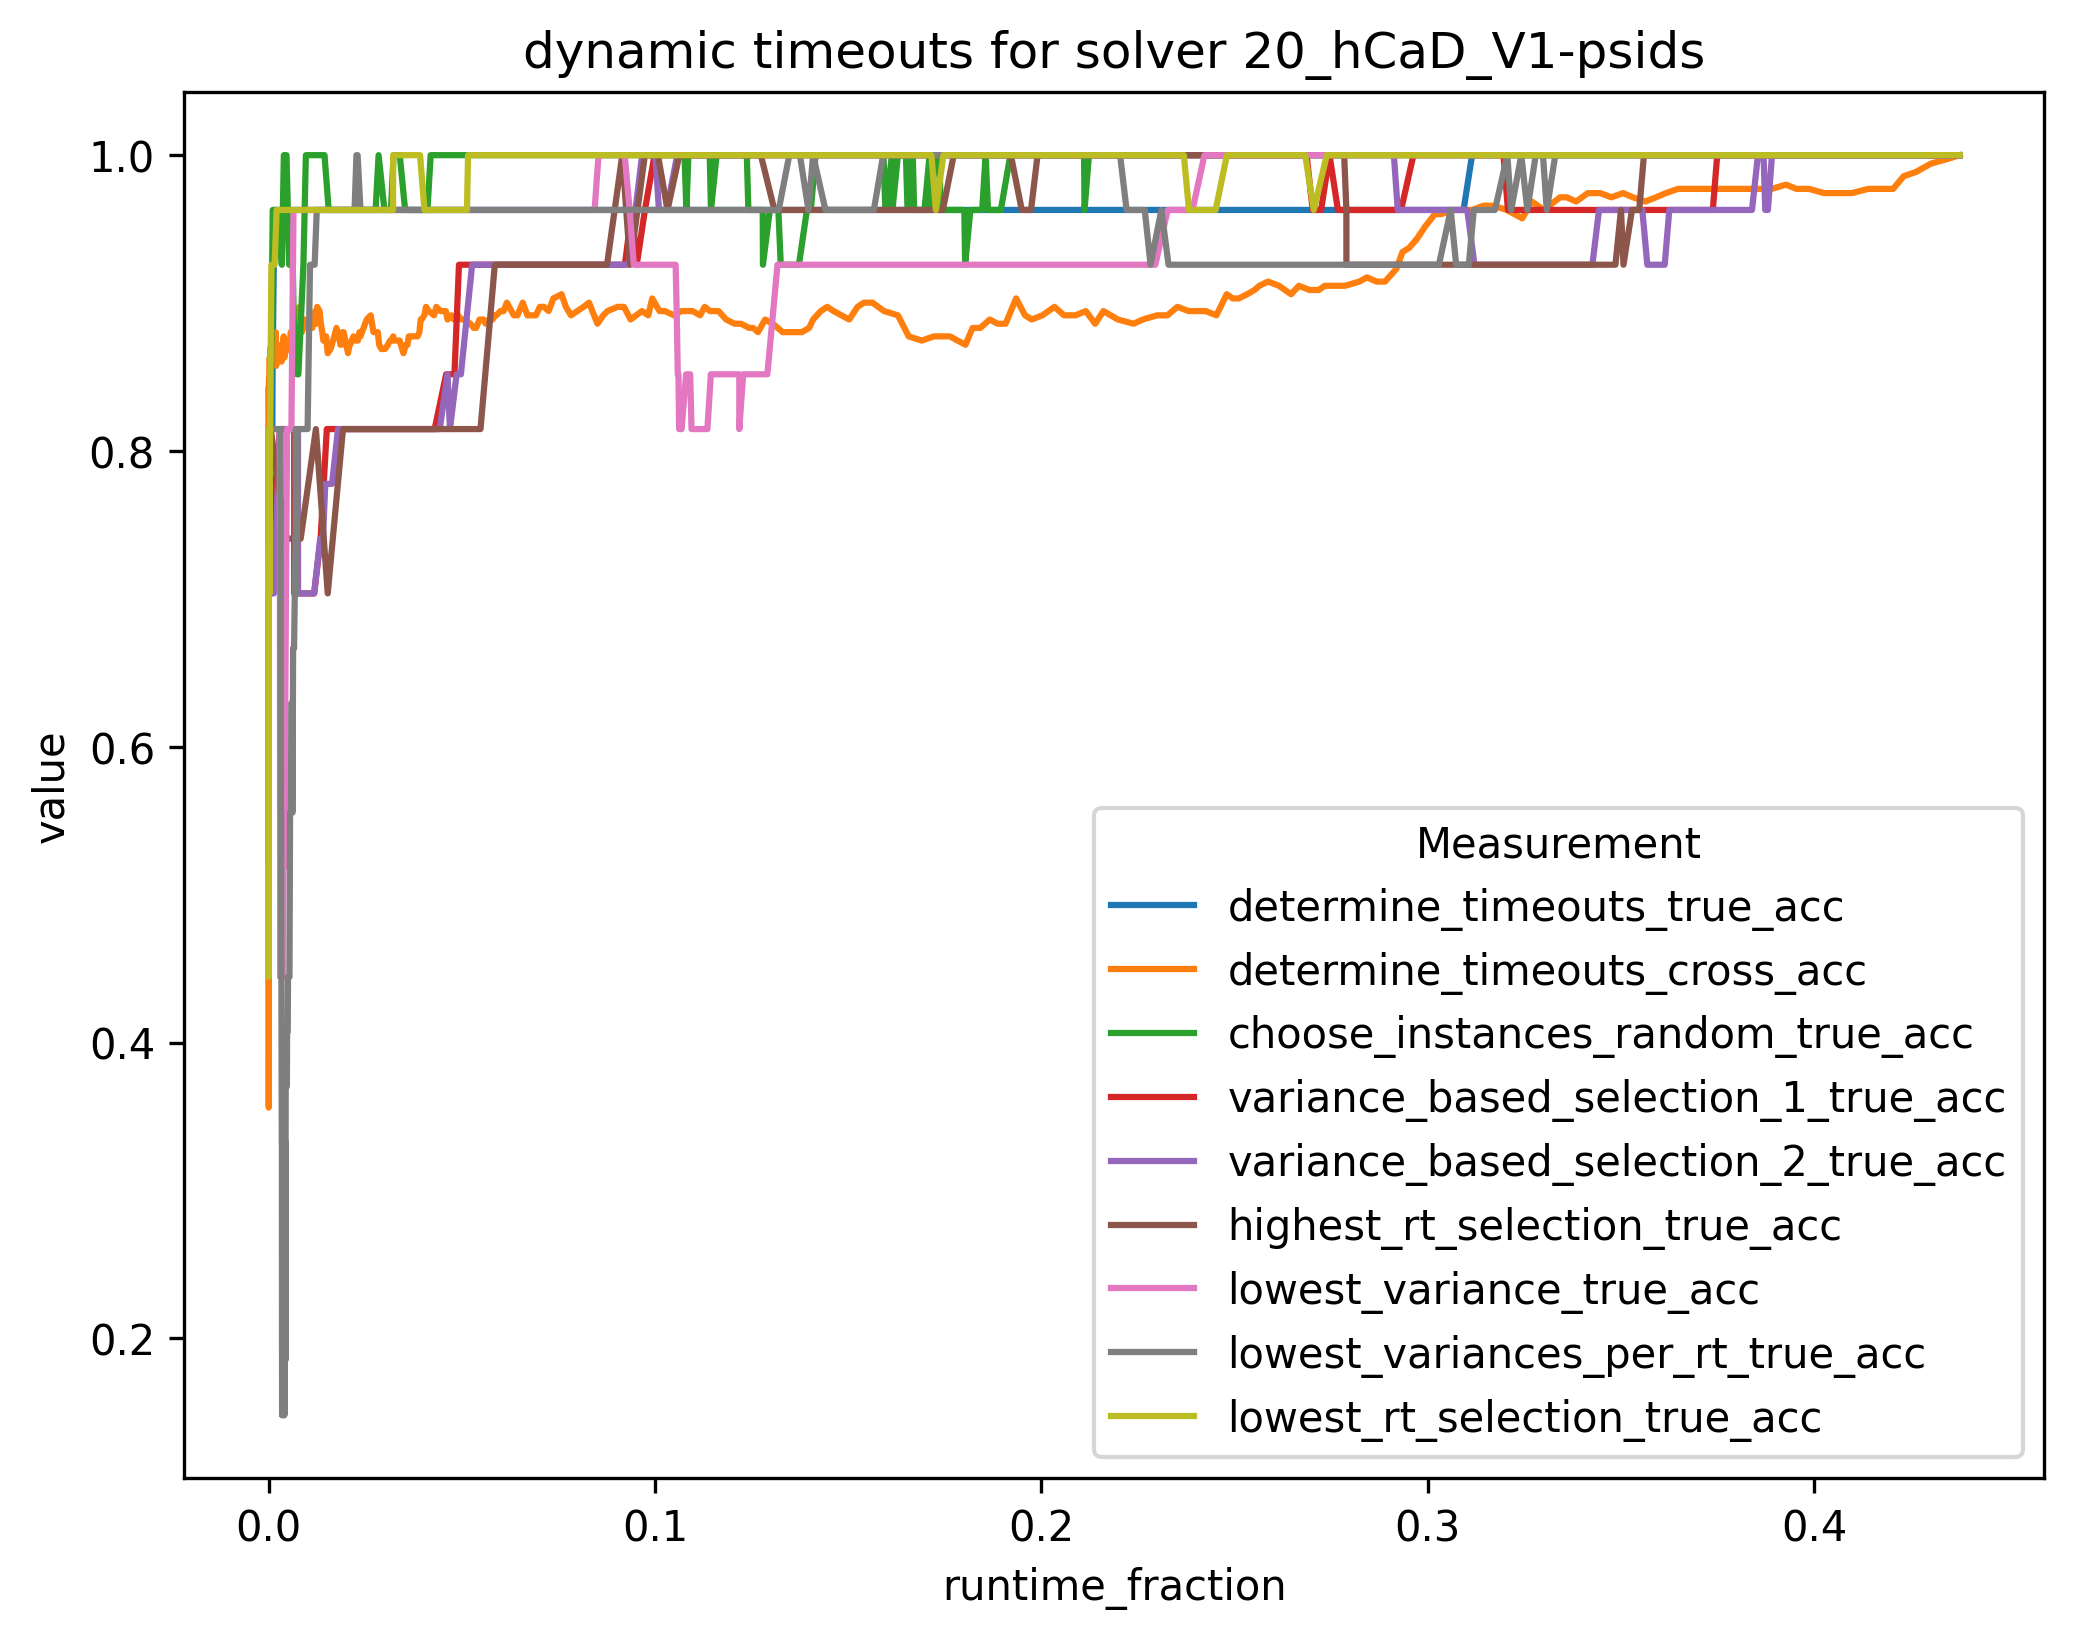 dynamic timeouts for solver 20_hCaD_V1-psids
1.0
0.8
0.6
0.4
0.2
value
0.0 0.1 0.2 0.3 0.4
runtime_fraction
Measurement
determine_timeouts_true_acc
determine_timeouts_cross_acc
choose_instances_random_true_acc
variance_based_selection_1_true_acc
variance_based_selection_2_true_acc
highest_rt_selection_true_acc
lowest_variance_true_acc
lowest_variances_per_rt_true_acc
lowest_rt_selection_true_acc